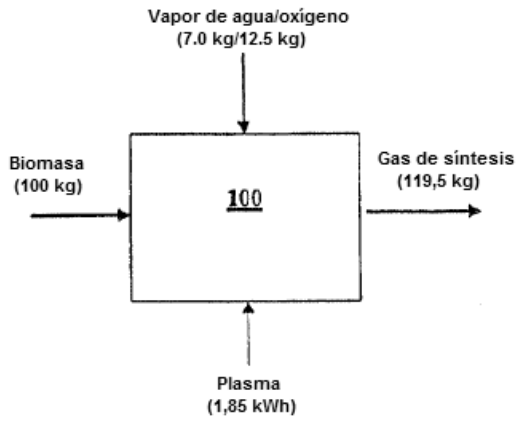 Vapor de agua/oxígeno
(7.0 kg/12.5 kg)
Biomasa
(100 kg)
100
Gas de síntesis
(119,5 kg)
Plasma
(1,85 kWh)